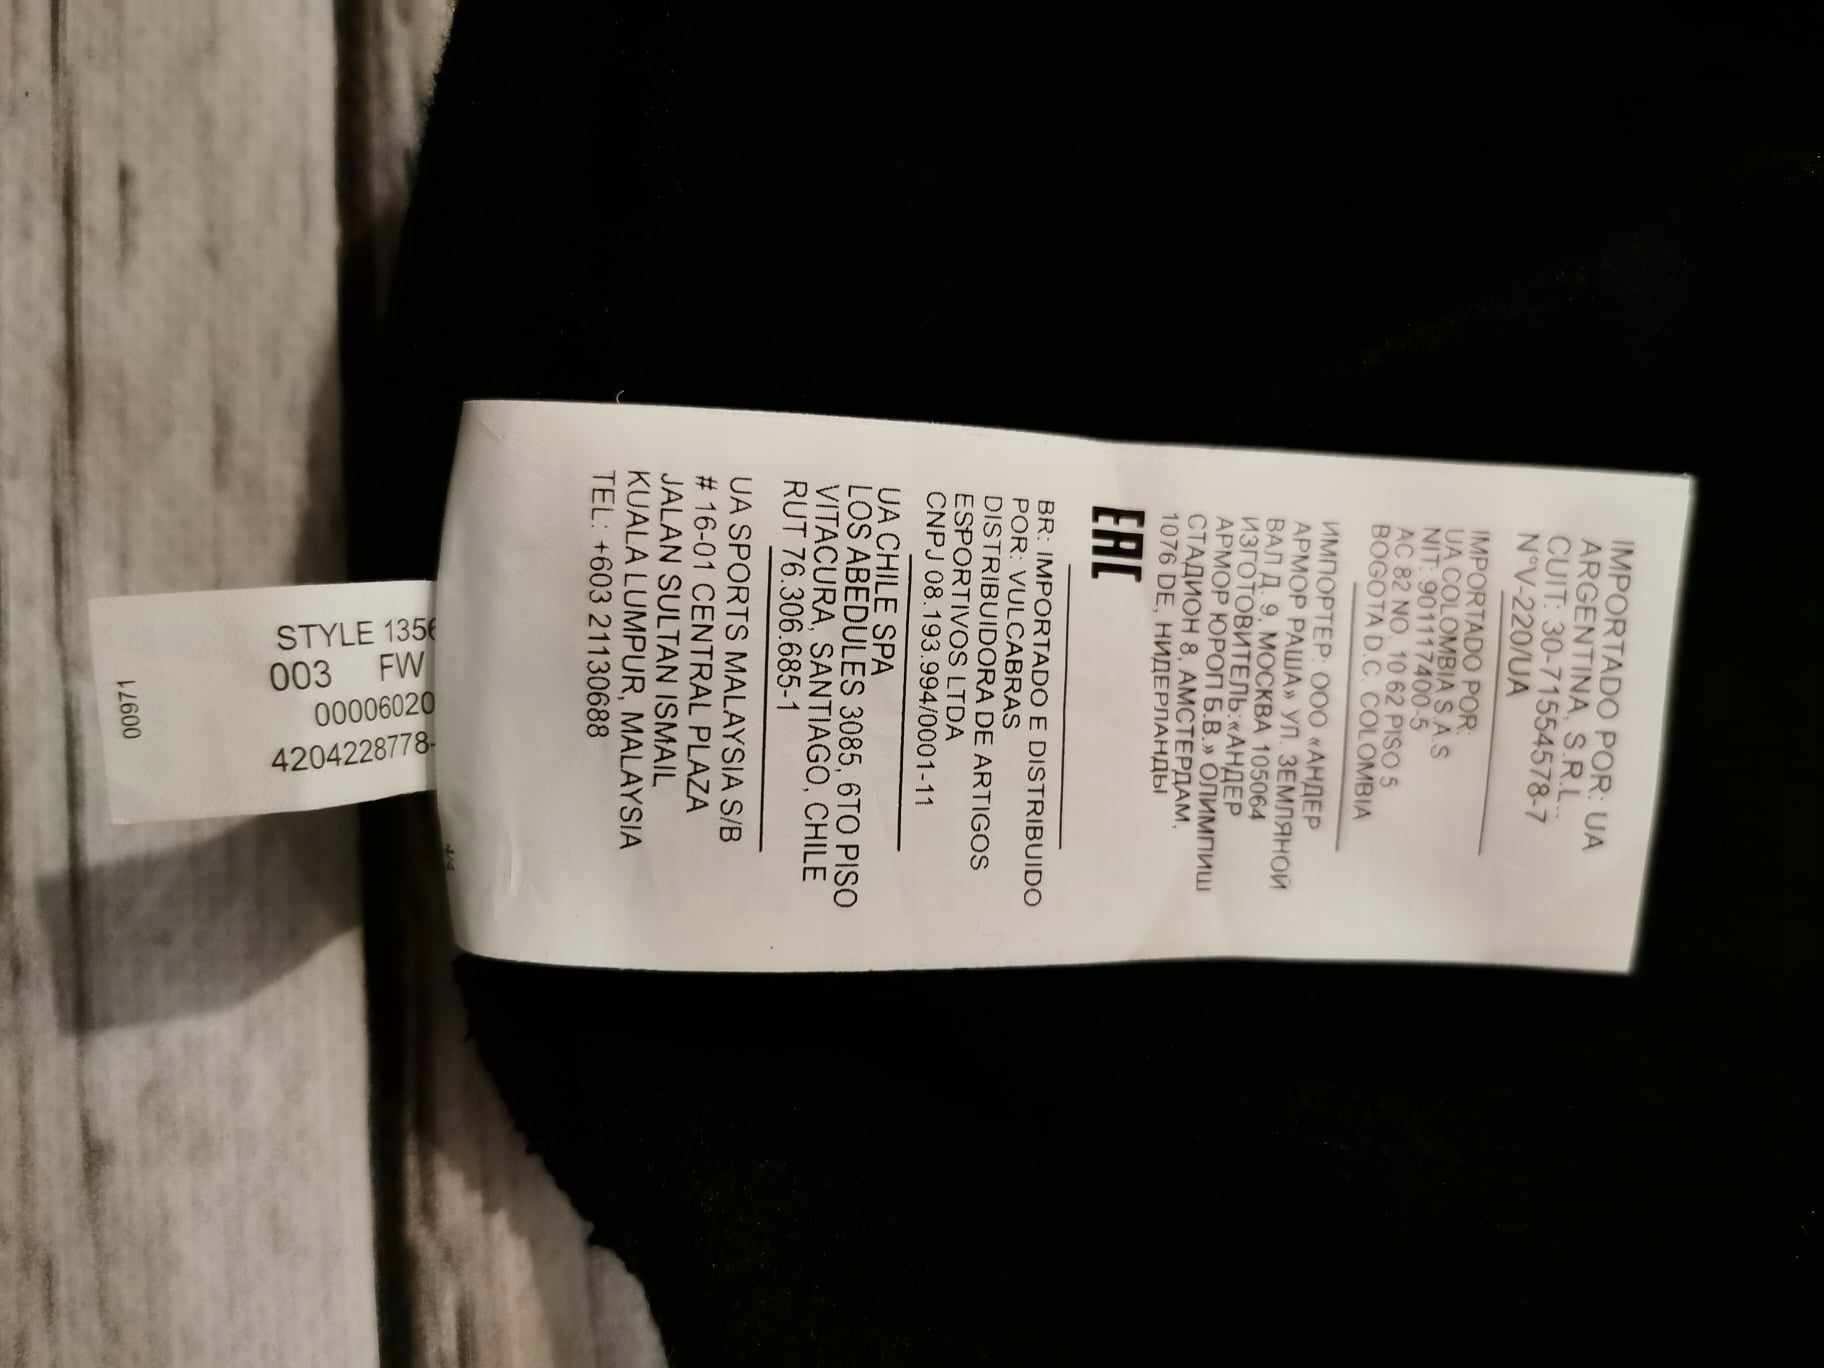 IMPORTADO POR: UA
ARGENTINA, S.R.L..
CUIT: 30-71554578-7
N°V-220/UA
IMPORTADO POR:
UA COLOMBIA S.A.S
NIT: 901117400-5
AC 82 NO. 10 62 PISO 5
BOGOTA D.C. COLOMBIA
ИМПОРТЕР: ООО «АНДЕР
АРМОР РАША» УЛ. ЗЕМЛЯНОЙ
ВАЛ Д. 9, МОСКВА 105064
ИЗГОТОВИТЕЛЬ:«АНДЕР
АРМОР ЮРОП Б.В.» ОЛИМПИШ
СТАДИОН 8, АМСТЕРДАМ,
1076 DE, НИДЕРЛАНДЫ
EAC
BR: IMPORTADO E DISTRIBUIDO
POR: VULCABRAS
DISTRIBUIDORA DE ARTIGOS
ESPORTIVOS LTDA
CNPJ 08.193.994/0001-11
UA CHILE SPA
LOS ABEDULES 3085, 6TO PISO
VITACURA, SANTIAGO, CHILE
RUT 76.306.685-1
UA SPORTS MALAYSIA S/B
# 16-01 CENTRAL PLAZA
JALAN SULTAN ISMAIL
KUALA LUMPUR, MALAYSIA
TEL: +603 21130688
4/4
STYLE 1356
003 FW
00006020
4204228778-
00971